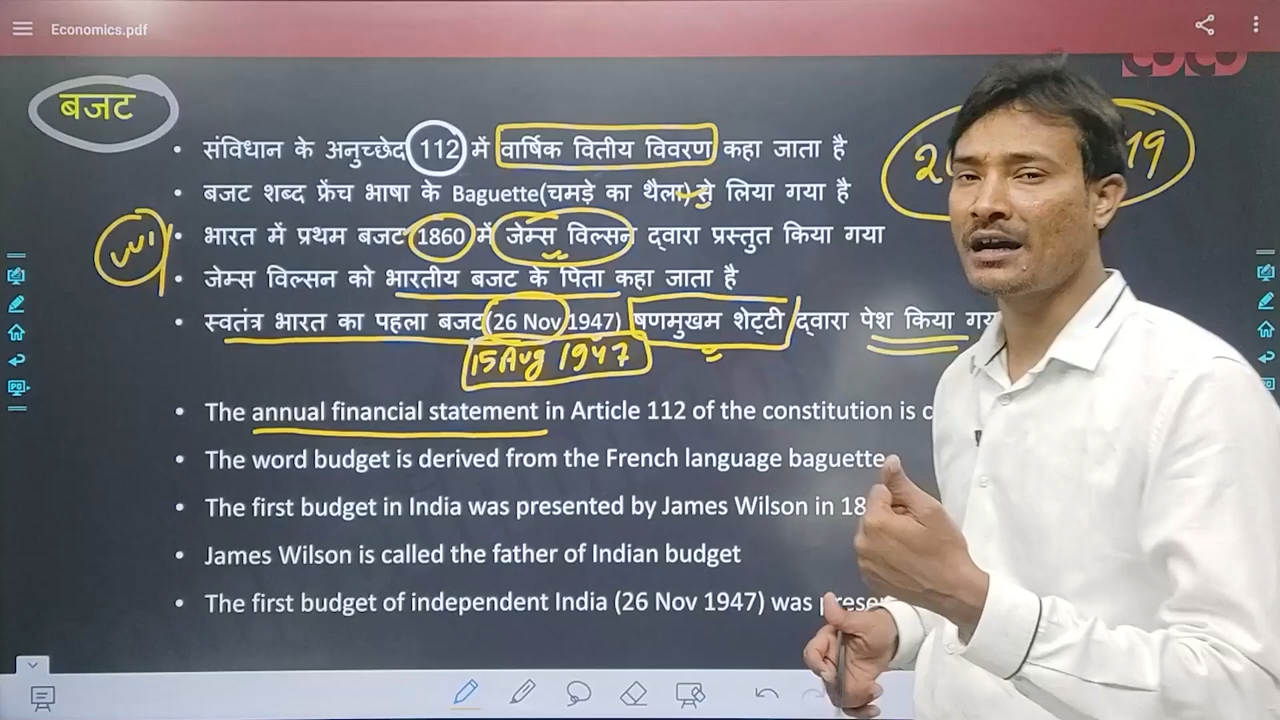 Economics.pdf
बजट
• संविधान के अनुच्छेद 112 में वार्षिक वितीय विवरण कहा जाता है
• बजट शब्द फ्रेंच भाषा के Baguette(चमड़े का थैला) से लिया गया है
• भारत में प्रथम बजट 1860 में जेम्स विल्सन द्वारा प्रस्तुत किया गया
• जेम्स विल्सन को भारतीय बजट के पिता कहा जाता है
• स्वतंत्र भारत का पहला बजट(26 Nov 1947) षणमुखम शेट्टी द्वारा पेश किया
15 Aug 1947
• The annual financial statement in Article 112 of the constitution is
• The word budget is derived from the French language baguette
• The first budget in India was presented by James Wilson in
• James Wilson is called the father of Indian budget
• The first budget of independent India (26 Nov 1947) was